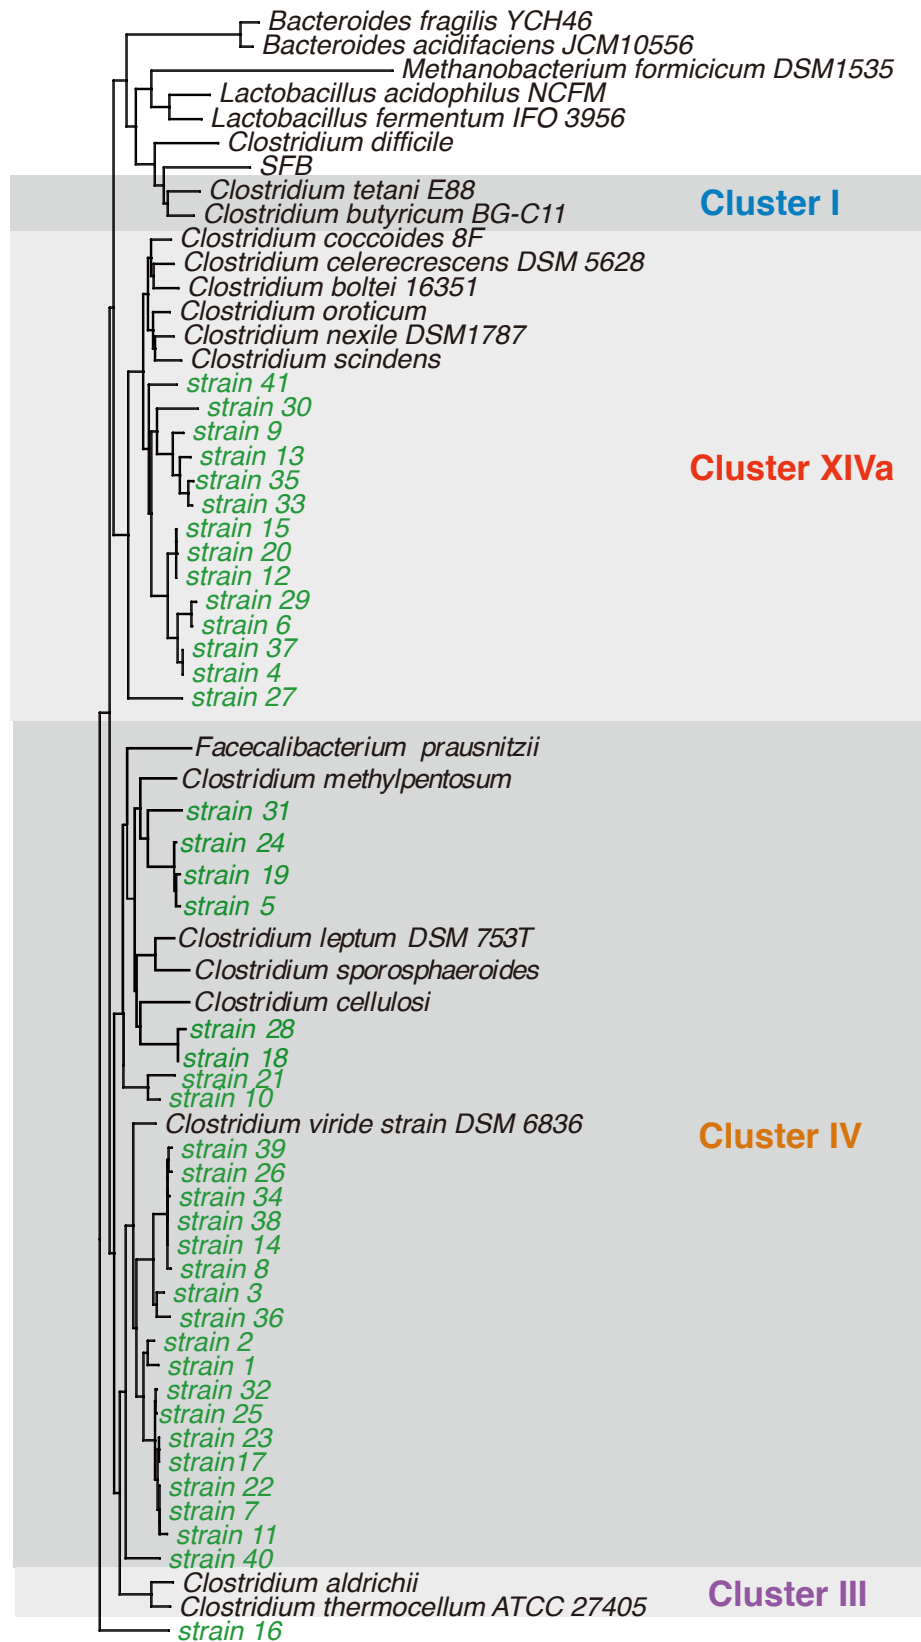 Bacteroides fragilis YCH46
Bacteroides acidifaciens JCM10556
Methanobacterium formicicum DSM1535
Lactobacillus acidophilus NCFM
Lactobacillus fermentum IFO 3956
Clostridium difficile
SFB
Clostridium tetani E88
Cluster I
Clostridium butyricum BG-C11
Clostridium coccoides 8F
Clostridium celerecrescens DSM 5628
Clostridium boltei 16351
Clostridium oroticum
Clostridium nexile DSM1787
Clostridium scindens
strain 41
strain 30
strain 9
strain 13
Cluster XIVa
strain 35
strain 33
strain 15
strain 20
strain 12
strain 29
strain 6
strain 37
strain 4
strain 27
Facecalibacterium prausnitzii
Clostridium methylpentosum
strain 31
strain 24
strain 19
strain 5
Clostridium leptum DSM 753T
Clostridium sporosphaeroides
Clostridium cellulosi
strain 28
strain 18
strain 21
strain 10
Clostridium viride strain DSM 6836
Cluster IV
strain 39
strain 26
strain 34
strain 38
strain 14
strain 8
strain 3
strain 36
strain 2
strain 1
strain 32
strain 25
strain 23
strain17
strain 22
strain 7
strain 11
strain 40
Clostridium aldrichii
Cluster III
Clostridium thermocellum ATCC 27405
strain 16